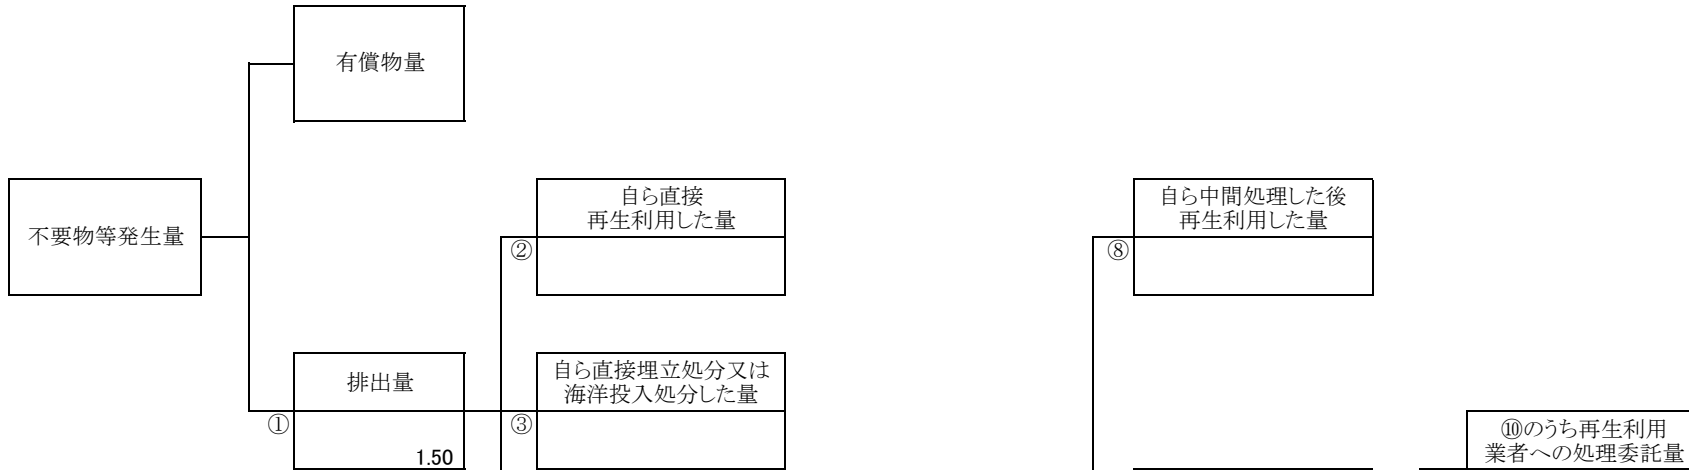 有償物量
不要物等発生量
自ら直接
再生利用した量
②
自ら中間処理した後
再生利用した量
⑧
排出量
①
1.50
自ら直接埋立処分又は
海洋投入処分した量
③
⑩のうち再生利用
業者への処理委託量